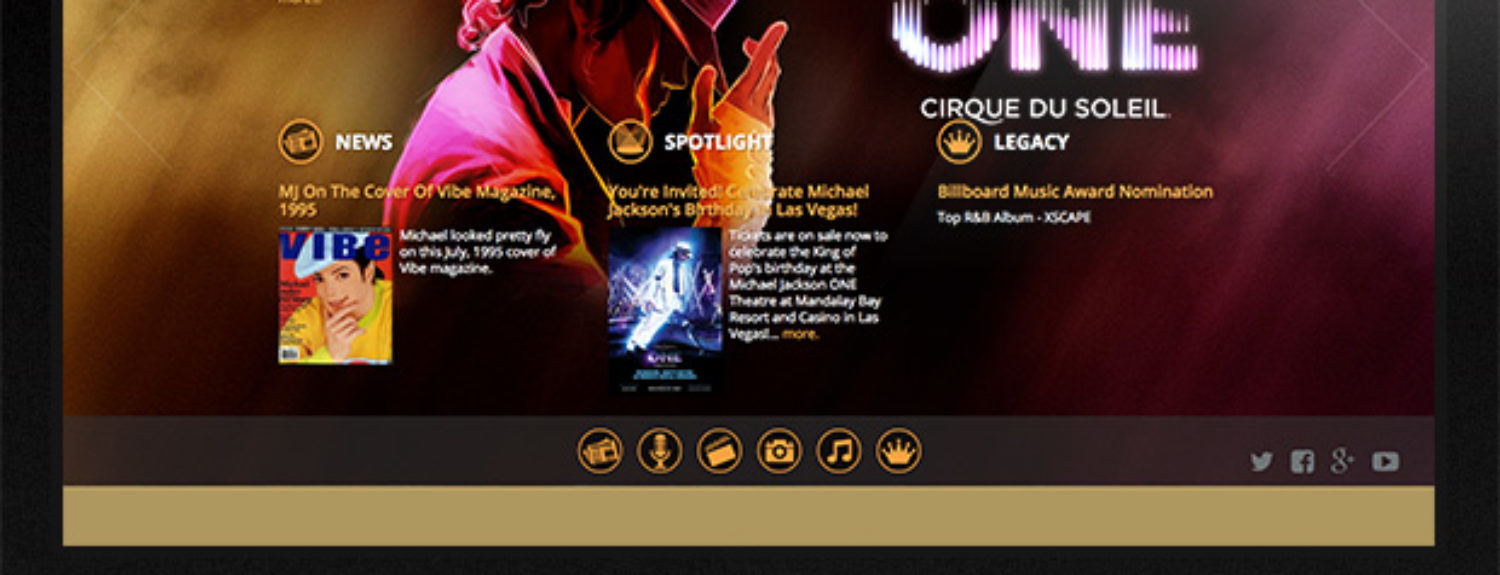 more..
ONE
CIRQUE DU SOLEIL
NEWS
MJ On The Cover Of Vibe Magazine,
1995
VIBE
Michael looked pretty fly
on this July, 1995 cover of
Vibe magazine.
SPOTLIGHT
You're Invited! Celebrate Michael
Jackson's Birthday in Las Vegas!
Tickets are on sale now to
celebrate the King of
Pop's birthday at the
Michael Jackson ONE
Theatre at Mandalay Bay
Resort and Casino in Las
Vegas!... more.
ONE
LEGACY
Billboard Music Award Nomination
Top R&B Album - XSCAPE